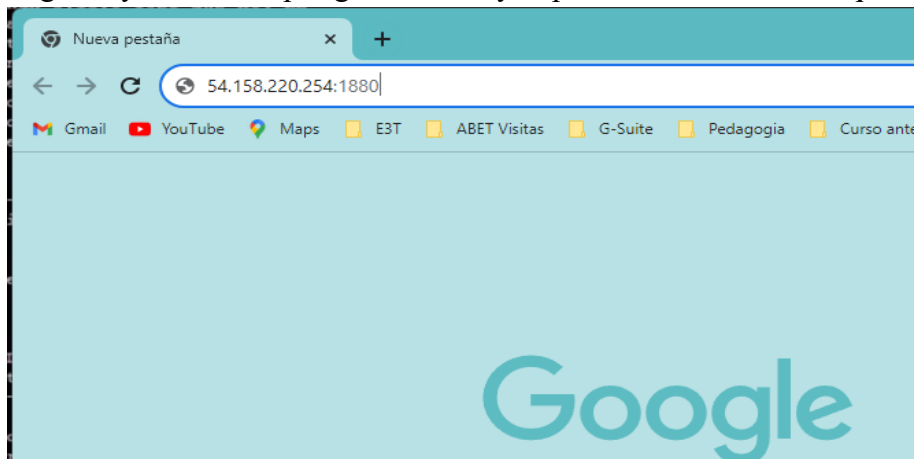 Nueva pestaña
54.158.220.254:1880
Gmail YouTube Maps E3T ABET Visitas G-Suite Pedagogia Curso ante
Google